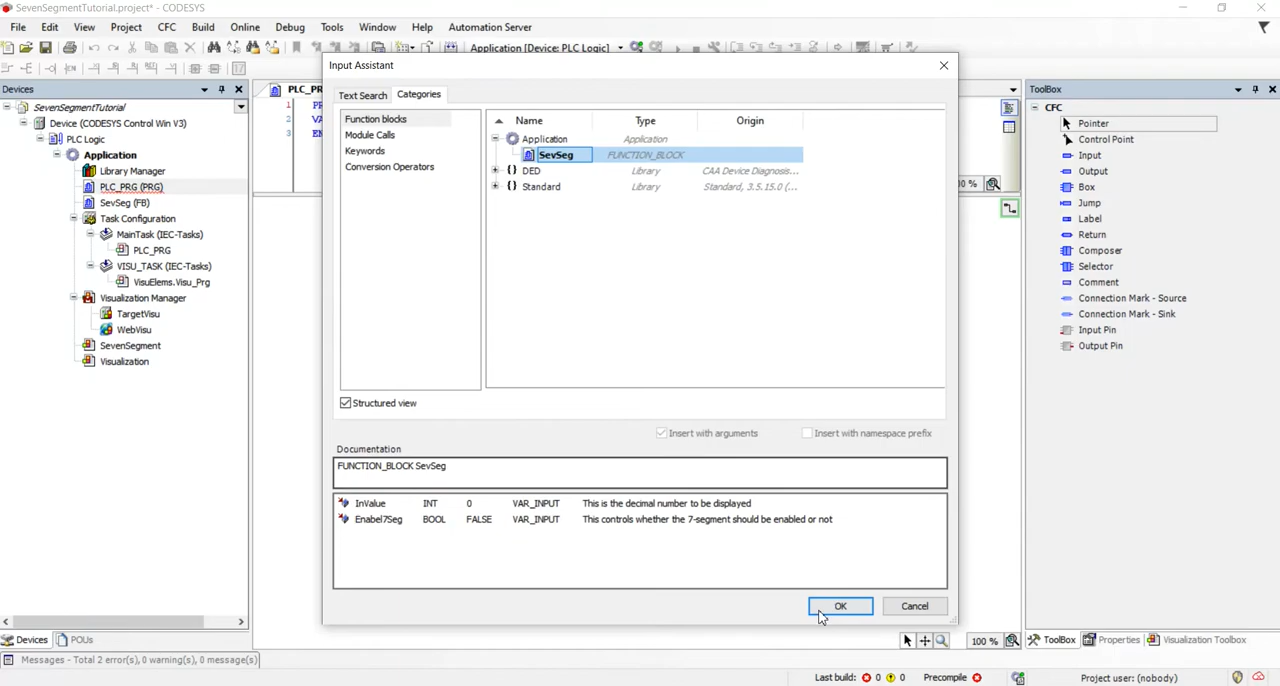 SevenSegmentTutorial.project* - CODESYS
File Edit View Project CFC Build Online Debug Tools Window Help Automation Server
Application [Device: PLC Logic]
Devices
SevenSegmentTutorial
Device (CODESYS Control Win V3)
PLC Logic
Application
Library Manager
PLC_PRG (PRG)
SevSeg (FB)
Task Configuration
MainTask (IEC-Tasks)
PLC_PRG
VISU_TASK (IEC-Tasks)
VisuElems.Visu_Prg
Visualization Manager
TargetVisu
WebVisu
SevenSegment
Visualization
Devices POUs
PLC_PR
1 PR
2 VA
3 EN
Input Assistant
Text Search Categories
Function blocks
Module Calls
Keywords
Conversion Operators
Name Type Origin
Application Application
SevSeg FUNCTION_BLOCK
DED Library CAA Device Diagnosis...
Standard Library Standard, 3.5.15.0 (...
Structured view
Insert with arguments Insert with namespace prefix
Documentation
FUNCTION_BLOCK SevSeg
InValue INT 0 VAR_INPUT This is the decimal number to be displayed
Enabel7Seg BOOL FALSE VAR_INPUT This controls whether the 7-segment should be enabled or not
OK Cancel
100 %
ToolBox
CFC
Pointer
Control Point
Input
Output
Box
Jump
Label
Return
Composer
Selector
Comment
Connection Mark - Source
Connection Mark - Sink
Input Pin
Output Pin
ToolBox Properties Visualization Toolbox
Messages - Total 2 error(s), 0 warning(s), 0 message(s)
Last build: 0 0 Precompile Project user: (nobody)